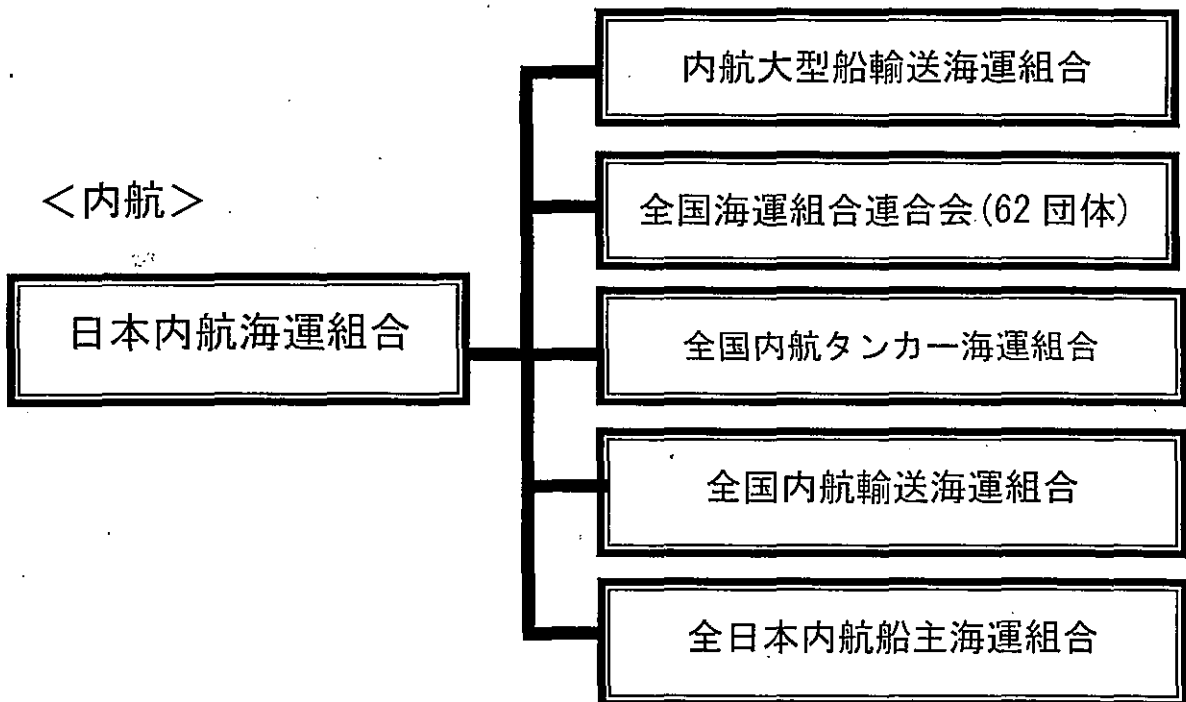 <内航>
日本内航海運組合
内航大型船輸送海運組合
全国海運組合連合会(62団体)
全国内航タンカー海運組合
全国内航輸送海運組合
全日本内航船主海運組合